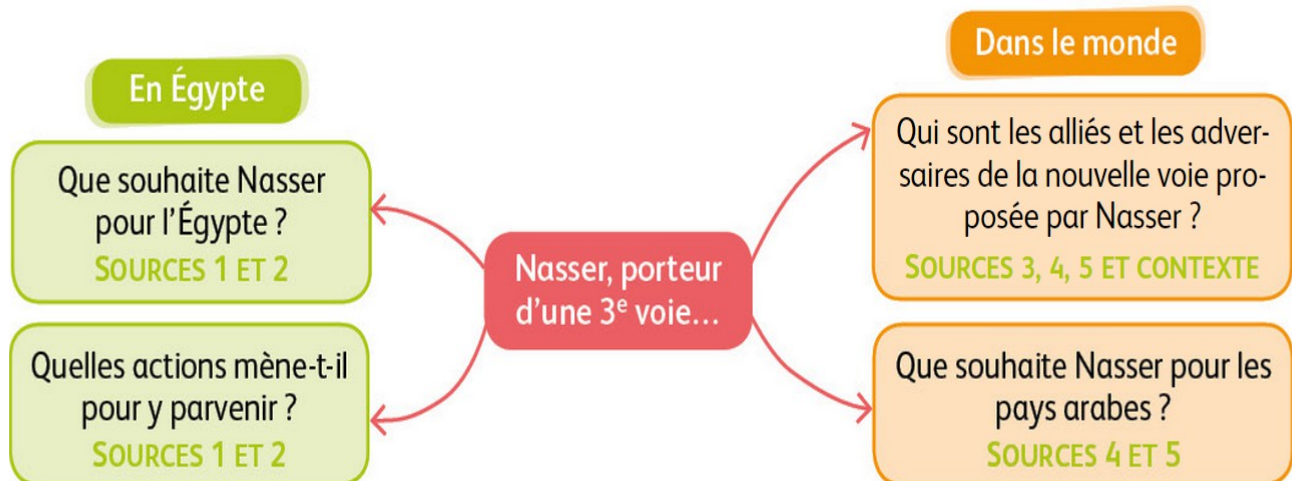 En Égypte
Que souhaite Nasser
pour l'Égypte ?
SOURCES 1 ET 2
Quelles actions mène-t-il
pour y parvenir ?
SOURCES 1 ET 2
Nasser, porteur
d'une 3e voie...
Dans le monde
Qui sont les alliés et les adver-
saires de la nouvelle voie pro-
posée par Nasser ?
SOURCES 3, 4, 5 ET CONTEXTE
Que souhaite Nasser pour les
pays arabes ?
SOURCES 4 ET 5